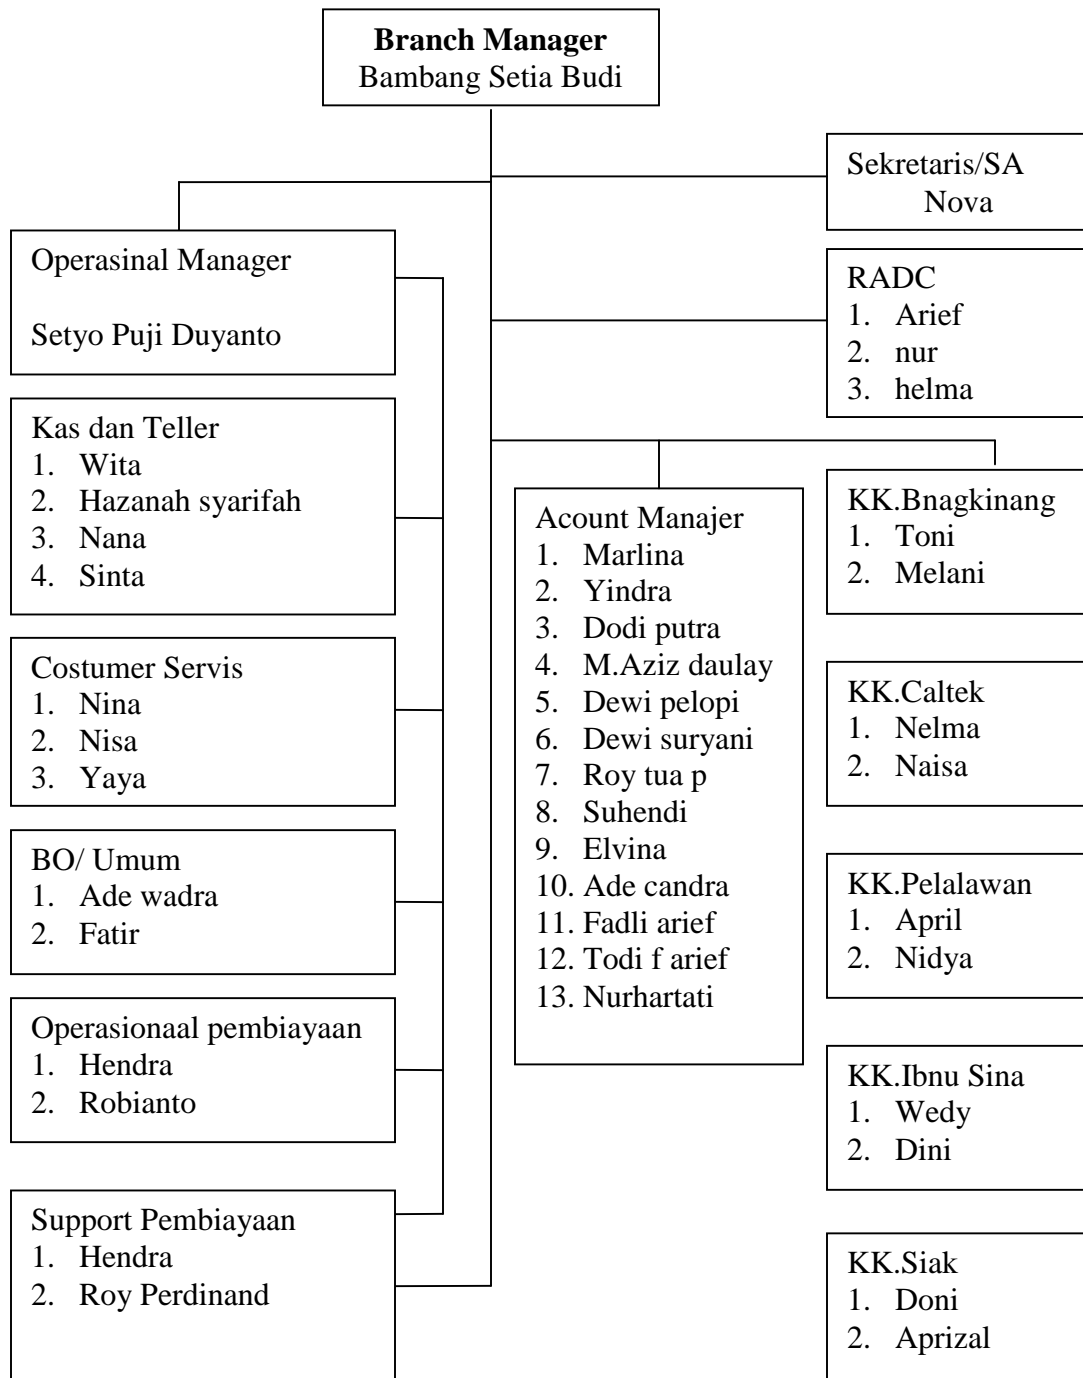 Branch Manager
Bambang Setia Budi
Sekretaris/SA
Nova
Operasinal Manager
Setyo Puji Duyanto
RADC
1. Arief
2. nur
3. helma
Kas dan Teller
1. Wita
2. Hazanah syarifah
3. Nana
4. Sinta
Acount Manajer
1. Marlina
2. Yindra
3. Dodi putra
4. M.Aziz daulay
5. Dewi pelopi
6. Dewi suryani
7. Roy tua p
8. Suhendi
9. Elvina
10. Ade candra
11. Fadli arief
12. Todi f arief
13. Nurhartati
KK.Bnagkinang
1. Toni
2. Melani
Costumer Servis
1. Nina
2. Nisa
3. Yaya
KK.Caltek
1. Nelma
2. Naisa
BO/ Umum
1. Ade wadra
2. Fatir
KK.Pelalawan
1. April
2. Nidya
Operasionaal pembiayaan
1. Hendra
2. Robianto
KK.Ibnu Sina
1. Wedy
2. Dini
Support Pembiayaan
1. Hendra
2. Roy Perdinand
KK.Siak
1. Doni
2. Aprizal